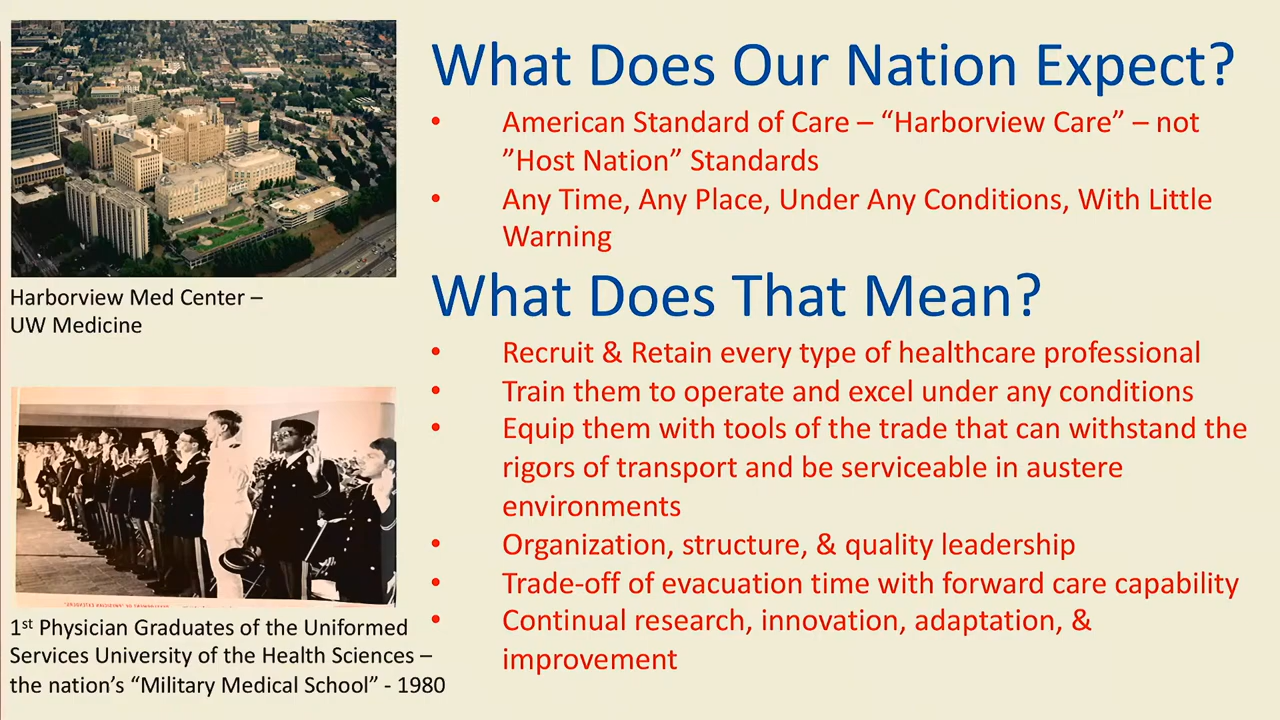 What Does Our Nation Expect?
• American Standard of Care – “Harborview Care” – not
”Host Nation” Standards
• Any Time, Any Place, Under Any Conditions, With Little
Warning
What Does That Mean?
• Recruit & Retain every type of healthcare professional
• Train them to operate and excel under any conditions
• Equip them with tools of the trade that can withstand the
rigors of transport and be serviceable in austere
environments
• Organization, structure, & quality leadership
• Trade-off of evacuation time with forward care capability
• Continual research, innovation, adaptation, &
improvement
Harborview Med Center –
UW Medicine
1st Physician Graduates of the Uniformed
Services University of the Health Sciences –
the nation’s “Military Medical School” - 1980